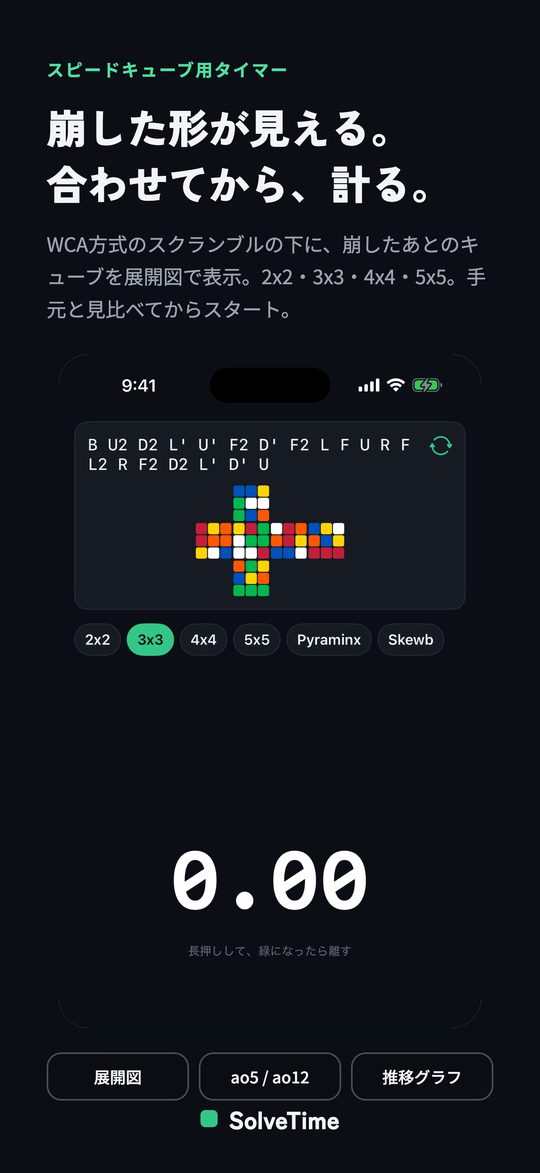 スピードキューブ用タイマー
崩した形が見える。
合わせてから、計る。
WCA方式のスクランブルの下に、崩したあとのキ
ューブを展開図で表示。2x2・3x3・4x4・5x5。手
元と見比べてからスタート。
9:41
B U2 D2 L' U' F2 D' F2 L F U R F
L2 R F2 D2 L' D' U
2x2 3x3 4x4 5x5 Pyraminx Skewb
0.00
長押しして、緑になったら離す
展開図 ao5 / ao12 推移グラフ
SolveTime